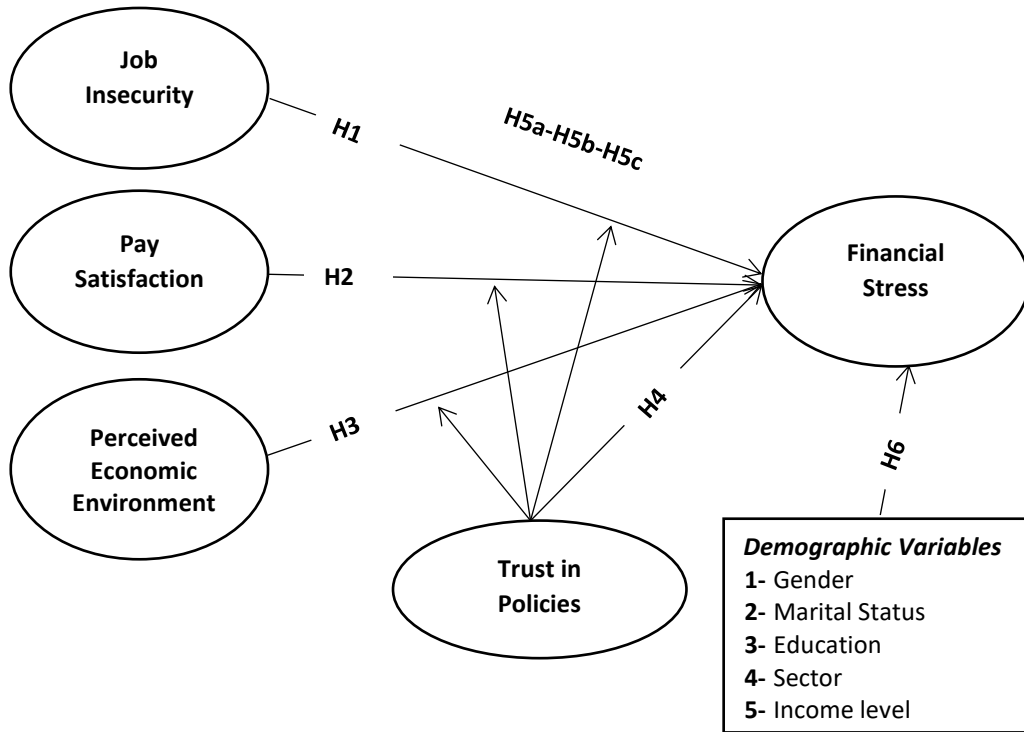 Job
Insecurity
H1
H5a-H5b-H5c
Pay
Satisfaction
H2
Financial
Stress
Perceived
Economic
Environment
H3
H4
H6
Trust in
Policies
Demographic Variables
1- Gender
2- Marital Status
3- Education
4- Sector
5- Income level